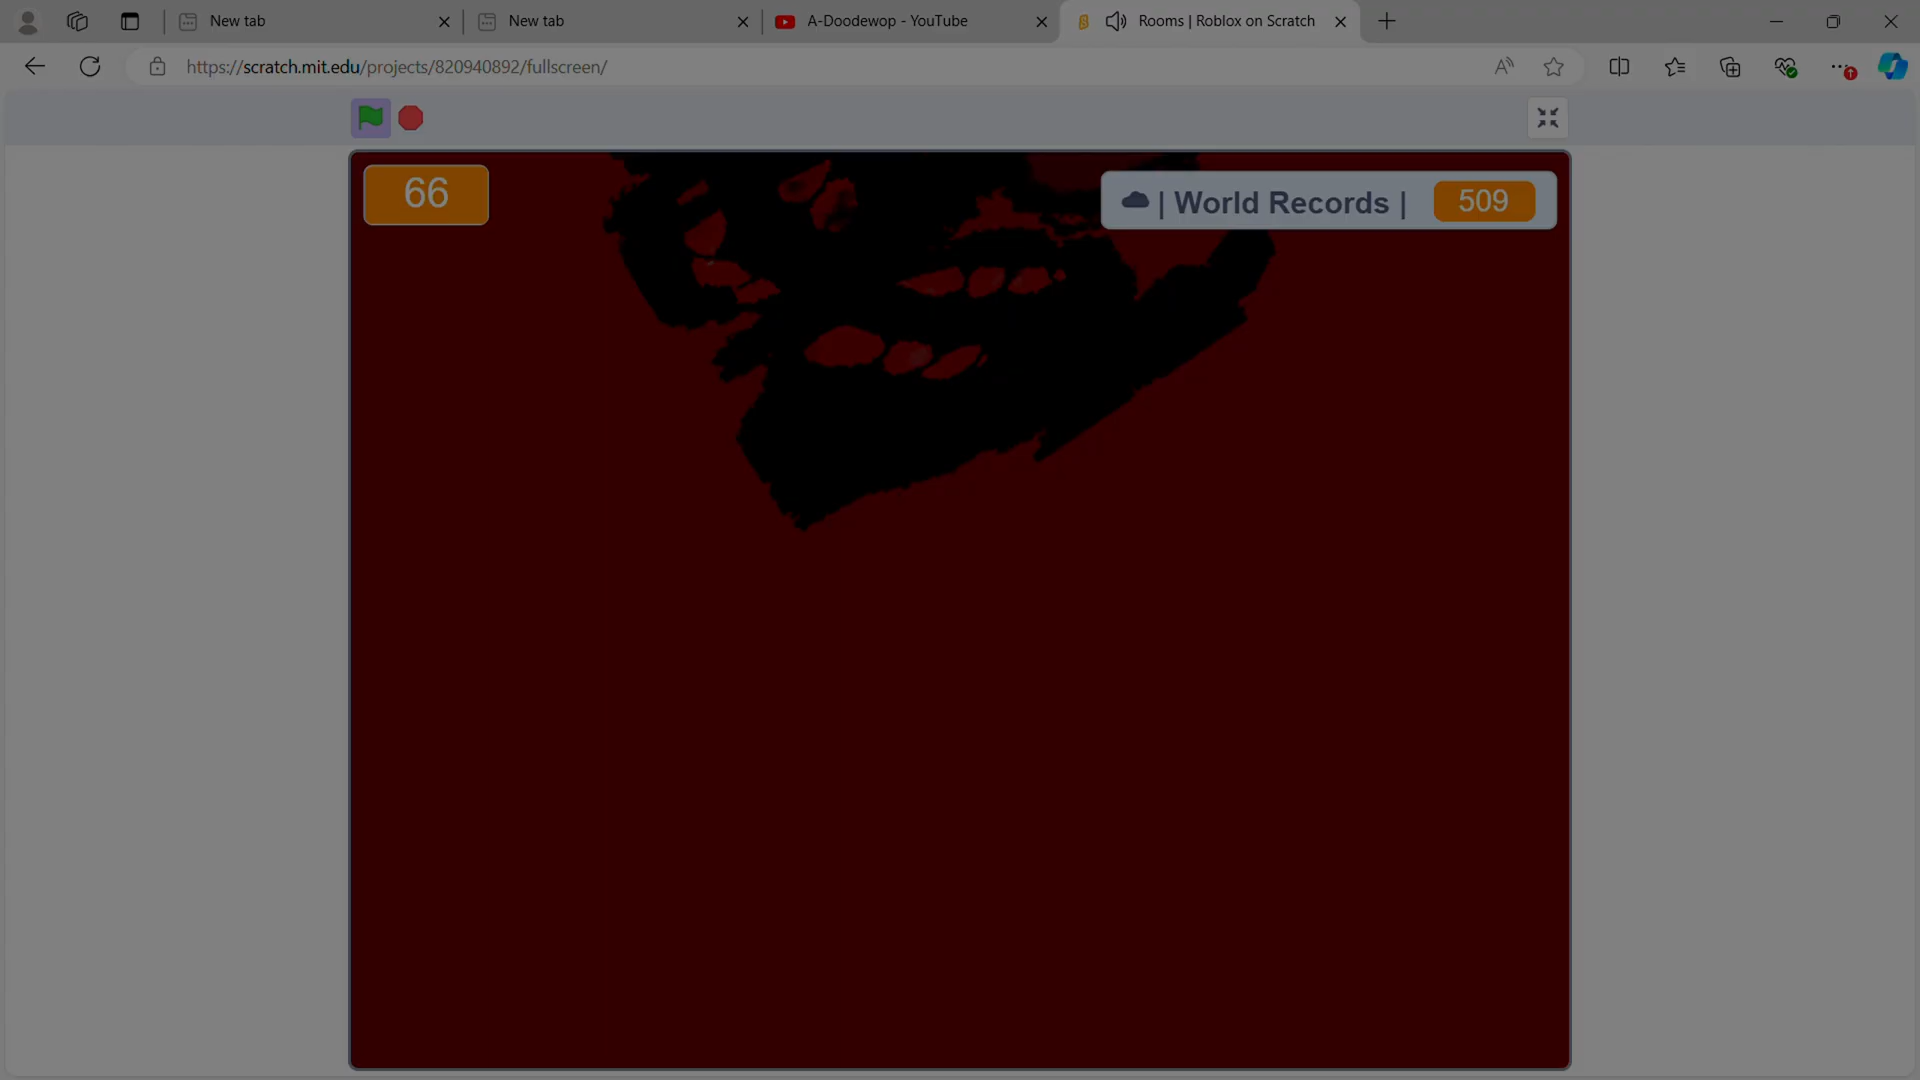 New tab
New tab
A-Doodewop - YouTube
Rooms | Roblox on Scratch
https://scratch.mit.edu/projects/820940892/fullscreen/
66
| World Records | 509